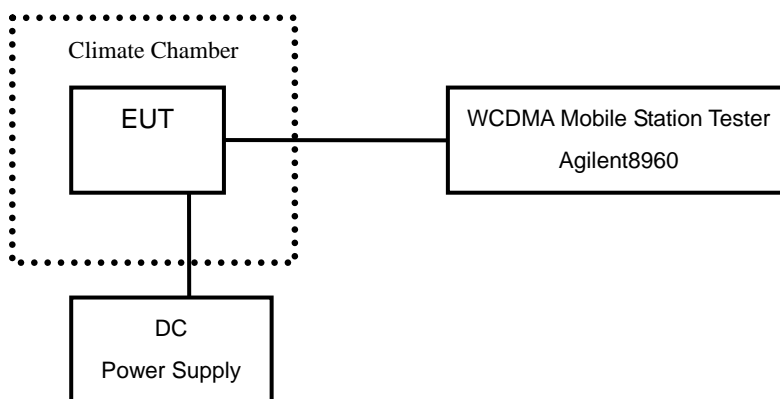 Climate Chamber
EUT
WCDMA Mobile Station Tester
Agilent8960
DC
Power Supply